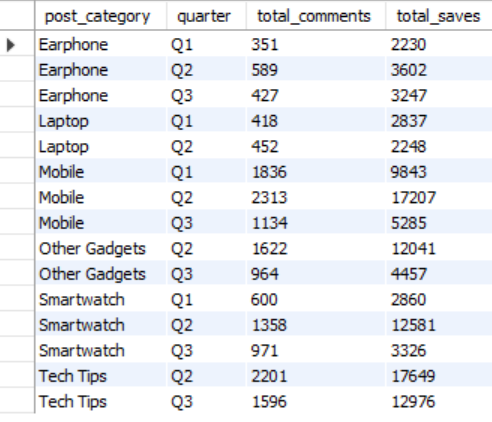 post_category quarter total_comments total_saves
Earphone Q1 351 2230
Earphone Q2 589 3602
Earphone Q3 427 3247
Laptop Q1 418 2837
Laptop Q2 452 2248
Mobile Q1 1836 9843
Mobile Q2 2313 17207
Mobile Q3 1134 5285
Other Gadgets Q2 1622 12041
Other Gadgets Q3 964 4457
Smartwatch Q1 600 2860
Smartwatch Q2 1358 12581
Smartwatch Q3 971 3326
Tech Tips Q2 2201 17649
Tech Tips Q3 1596 12976